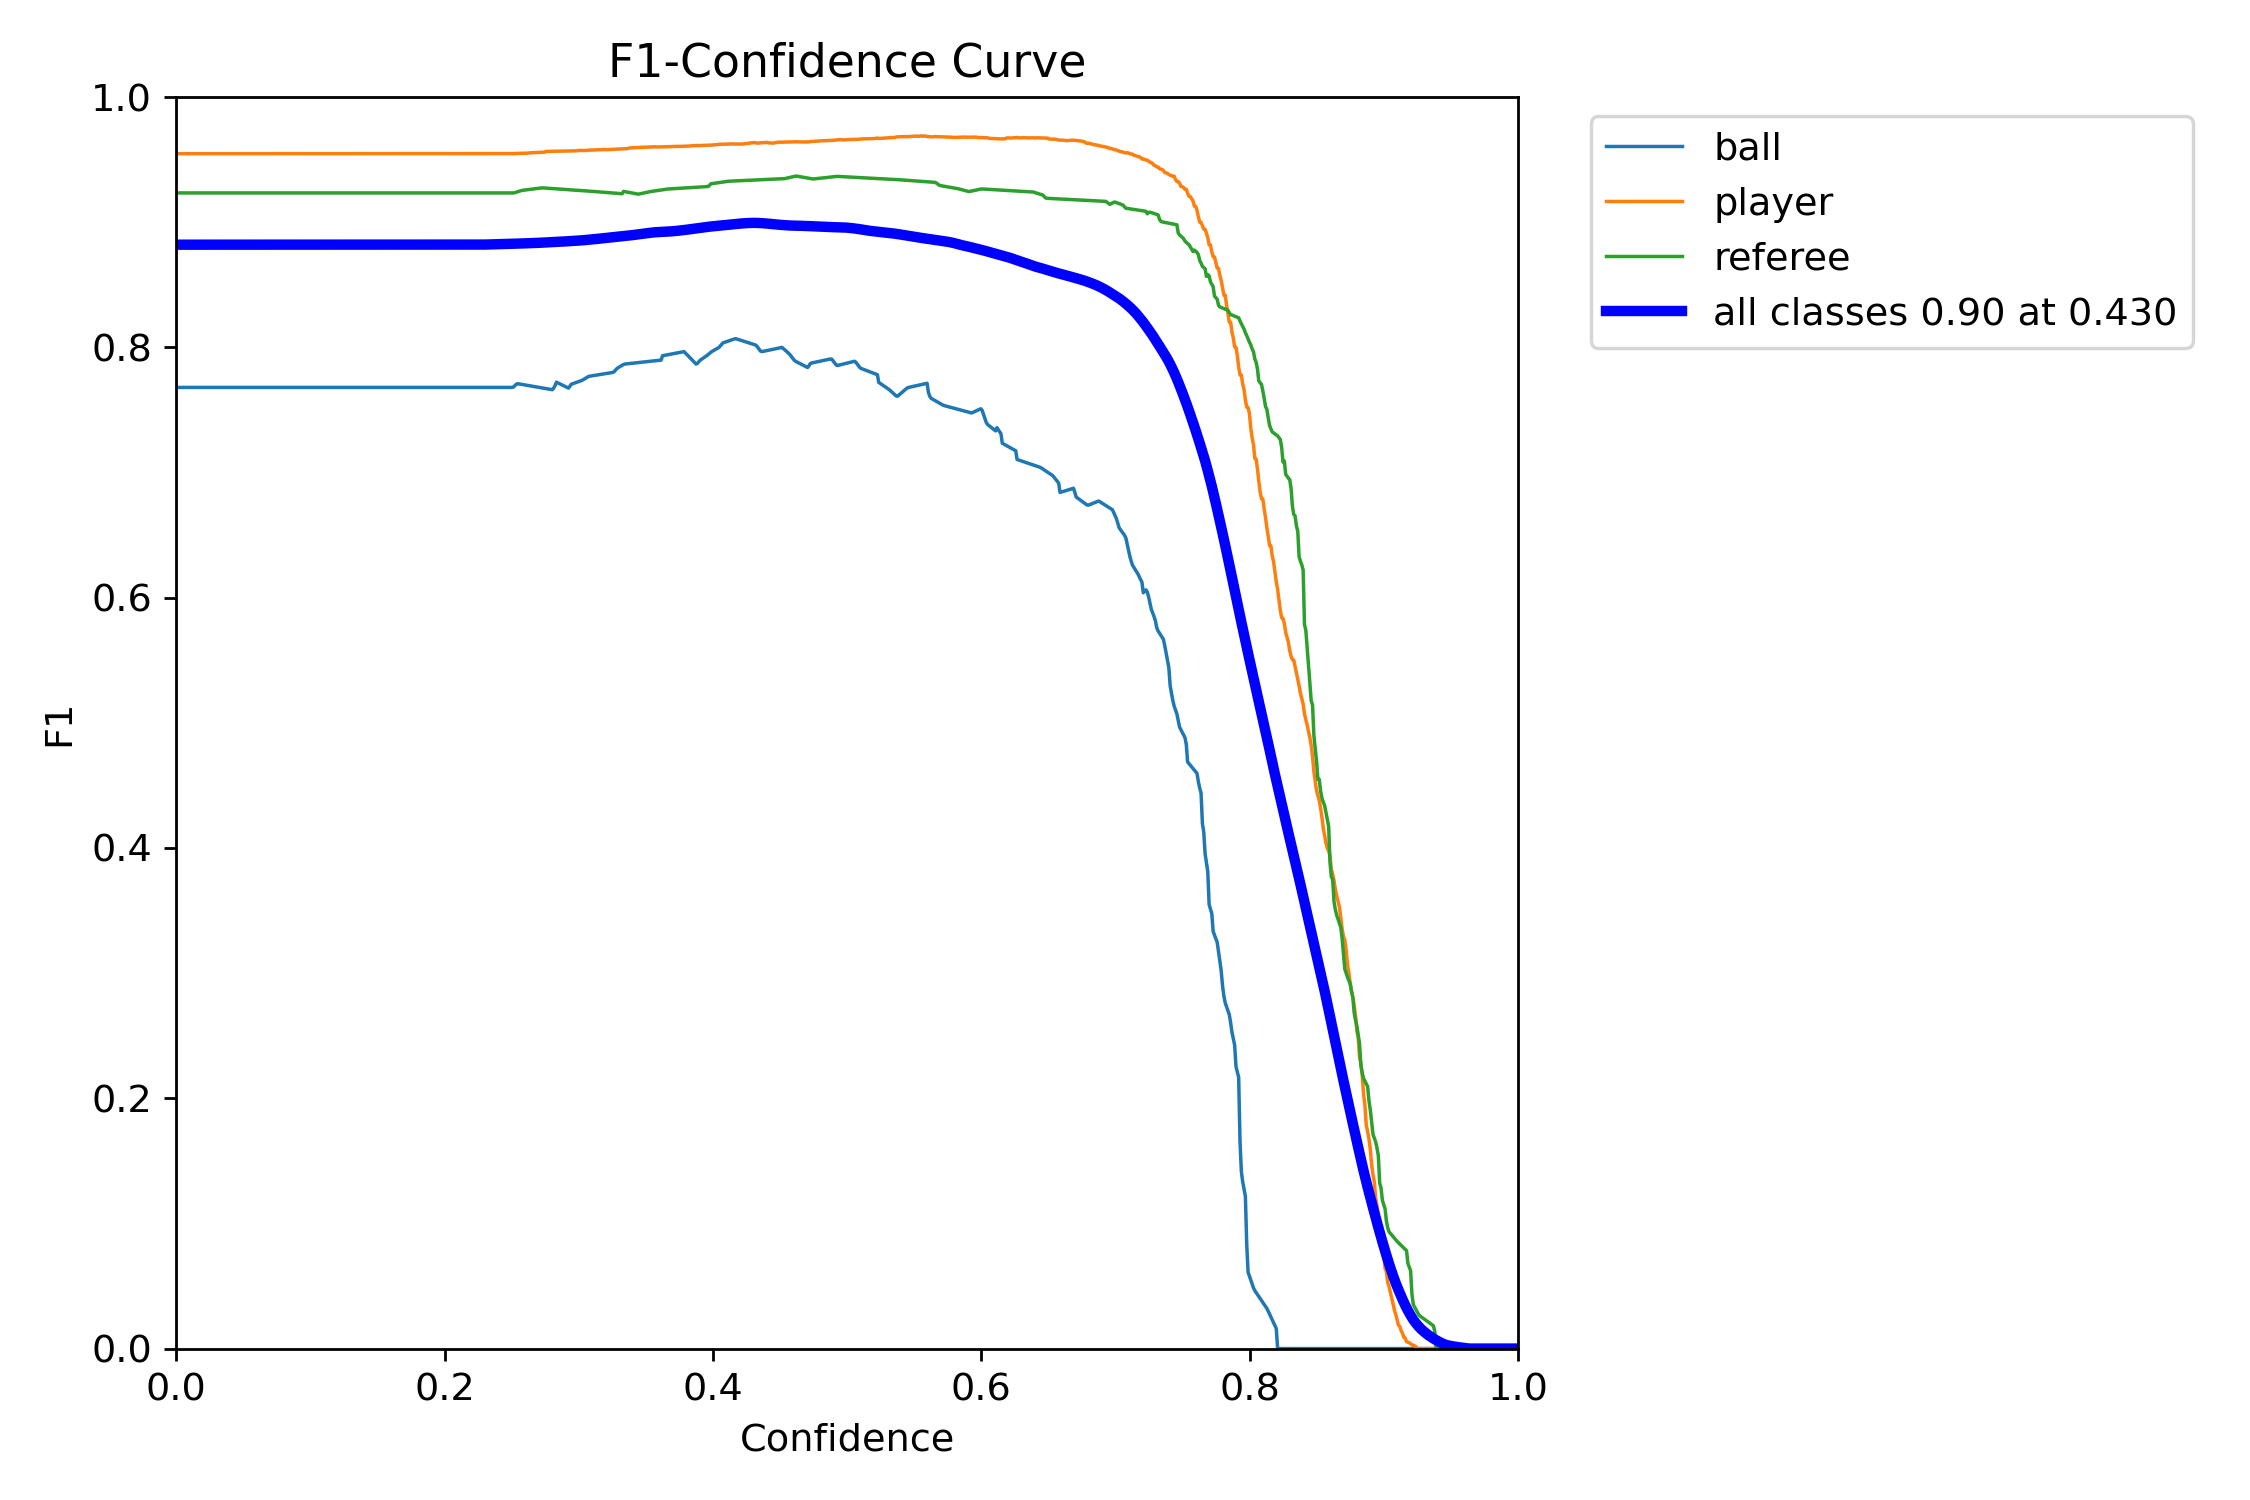 F1-Confidence Curve
1.0
0.8
0.6
0.4
0.2
0.0
F1
0.0 0.2 0.4 0.6 0.8 1.0
Confidence
ball
player
referee
all classes 0.90 at 0.430